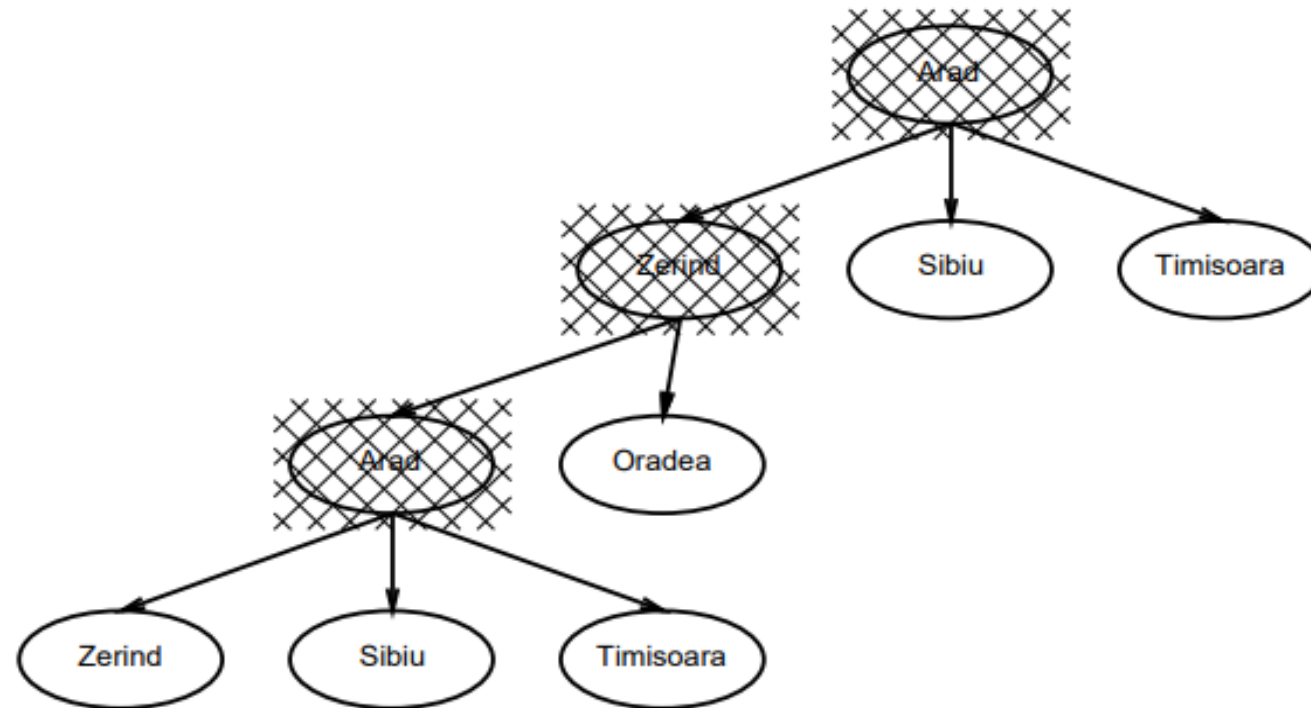 Arad
Zerind
Sibiu
Timisoara
Arad
Oradea
Zerind
Sibiu
Timisoara